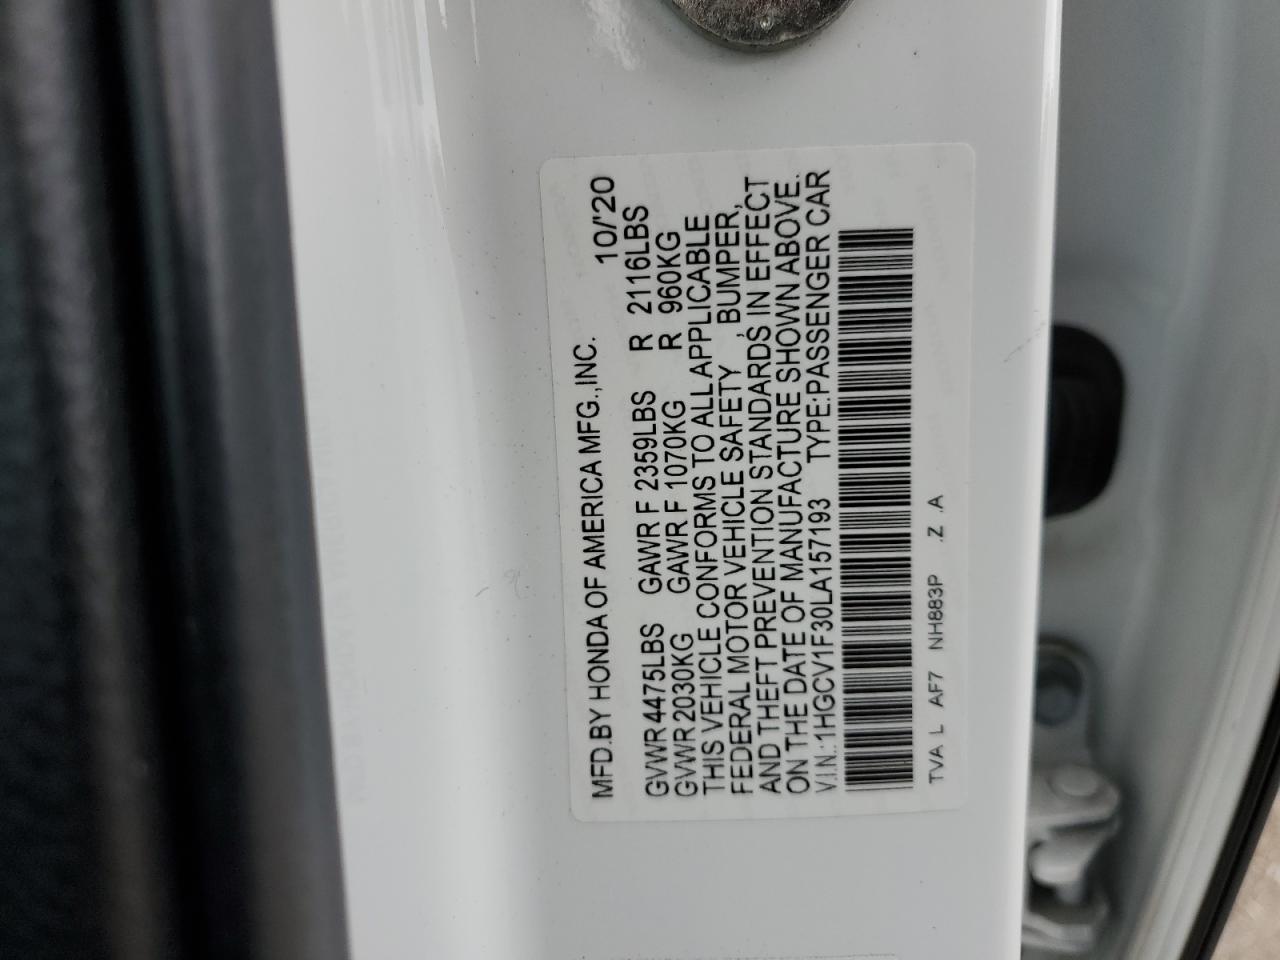 MFD.BY HONDA OF AMERICA MFG.,INC. 10/'20
GVWR 4475LBS GAWR F 2359LBS R 2116LBS
GVWR 2030KG GAWR F 1070KG R 960KG
THIS VEHICLE CONFORMS TO ALL APPLICABLE
FEDERAL MOTOR VEHICLE SAFETY , BUMPER,
AND THEFT PREVENTION STANDARDS IN EFFECT
ON THE DATE OF MANUFACTURE SHOWN ABOVE.
V.I.N.:1HGCV1F30LA157193 TYPE:PASSENGER CAR
TVA L AF7 NH883P .Z .A